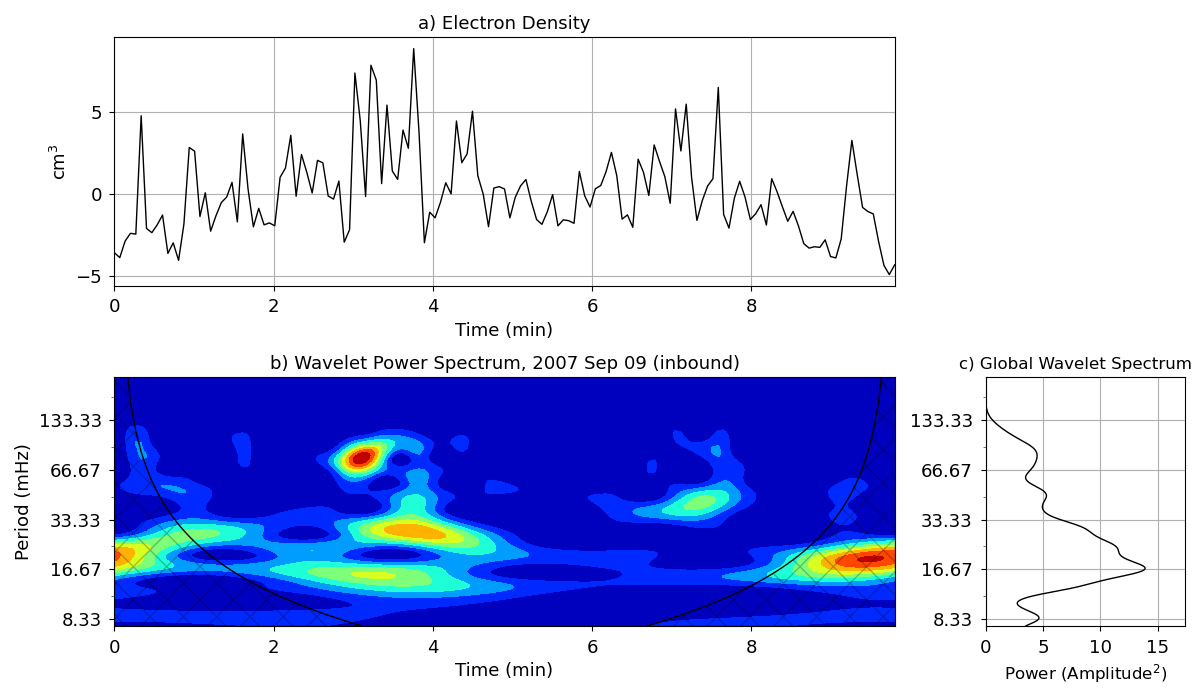 a) Electron Density
cm³
5
0
−5
0 2 4 6 8
Time (min)
b) Wavelet Power Spectrum, 2007 Sep 09 (inbound)
Period (mHz)
133.33
66.67
33.33
16.67
8.33
0 2 4 6 8
Time (min)
c) Global Wavelet Spectrum
133.33
66.67
33.33
16.67
8.33
0 5 10 15
Power (Amplitude²)